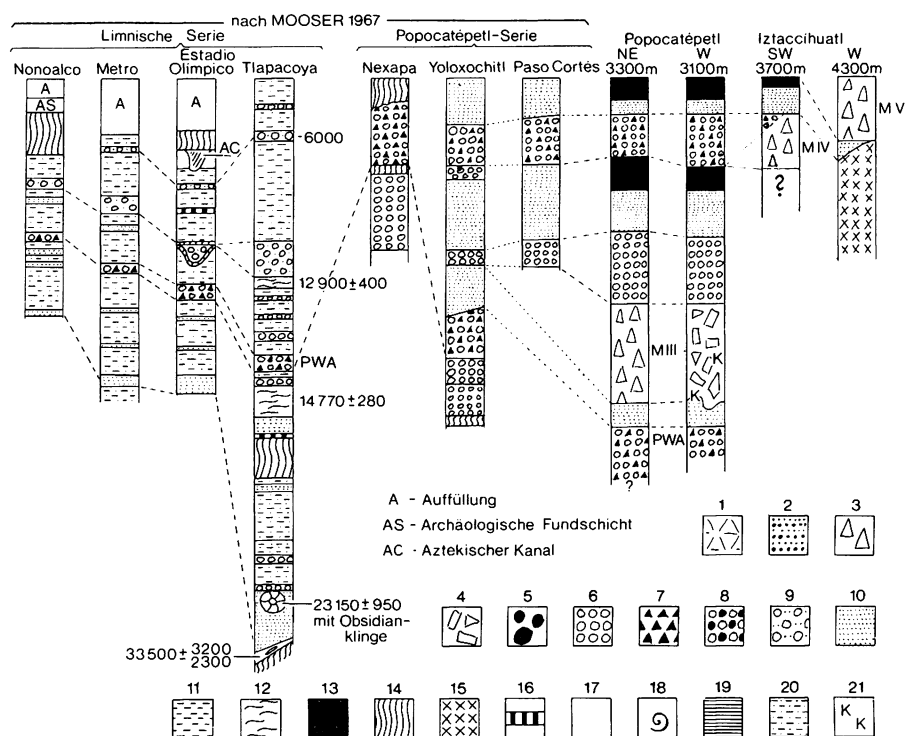 nach MOOSER 1967
Limnische Serie
Popocatépetl-Serie
Popocatépetl
Iztaccíhuatl
Nonoalco
Metro
Estadio
Olimpico
Tlapacoya
Nexapa
Yoloxochitl
Paso Cortés
NE
3300m
W
3100m
SW
3700m
W
4300m
A
AS
A
A
AC
6000
12 900 ± 400
PWA
14 770 ± 280
23 150 ± 950
mit Obsidian-
klinge
33 500 ± 3200
2300
M V
M IV
?
M III
K
K
PWA
?
A - Auffüllung
AS - Archäologische Fundschicht
AC - Aztekischer Kanal
1 2 3
4 5 6 7 8 9 10
11 12 13 14 15 16 17 18 19 20 21
K
K